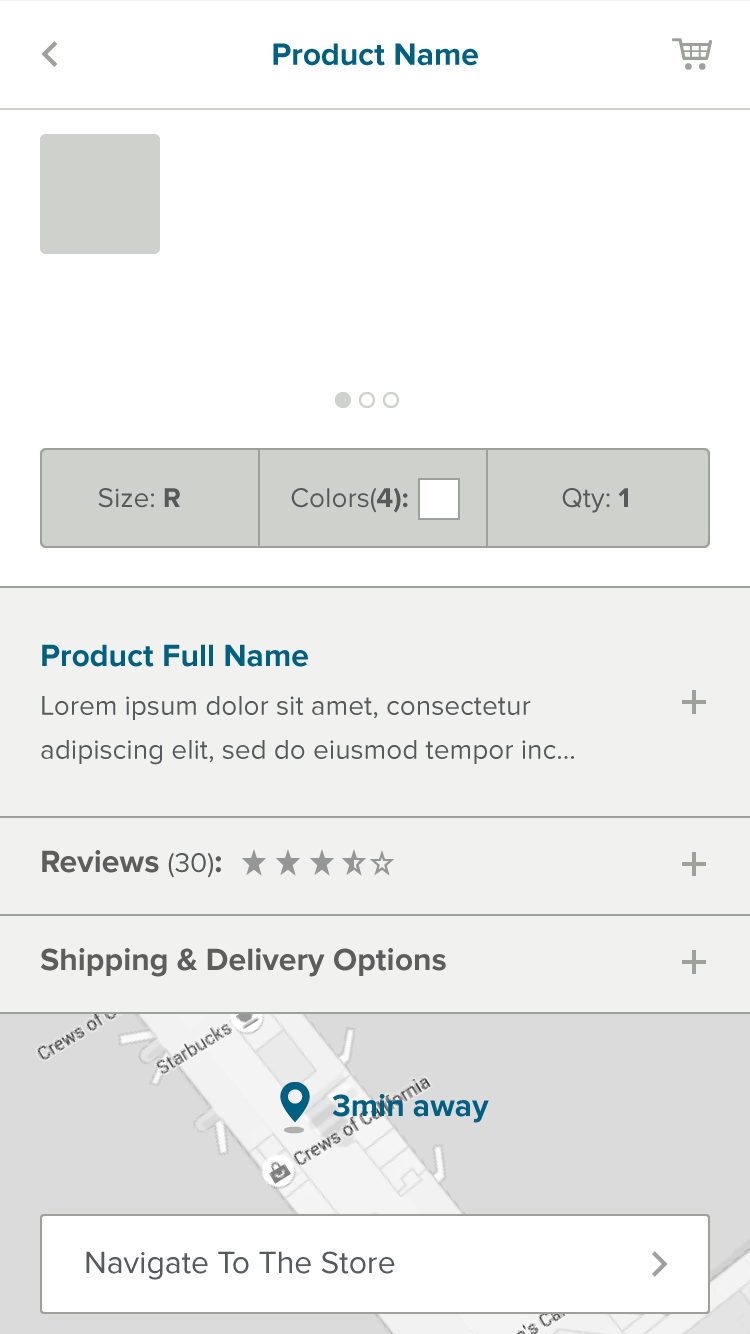 Product Name
Size: R
Colors(4):
Qty: 1
Product Full Name
Lorem ipsum dolor sit amet, consectetur
adipiscing elit, sed do eiusmod tempor inc...
Reviews (30):
Shipping & Delivery Options
Crews of
Starbucks
3min away
Crews of California
Navigate To The Store